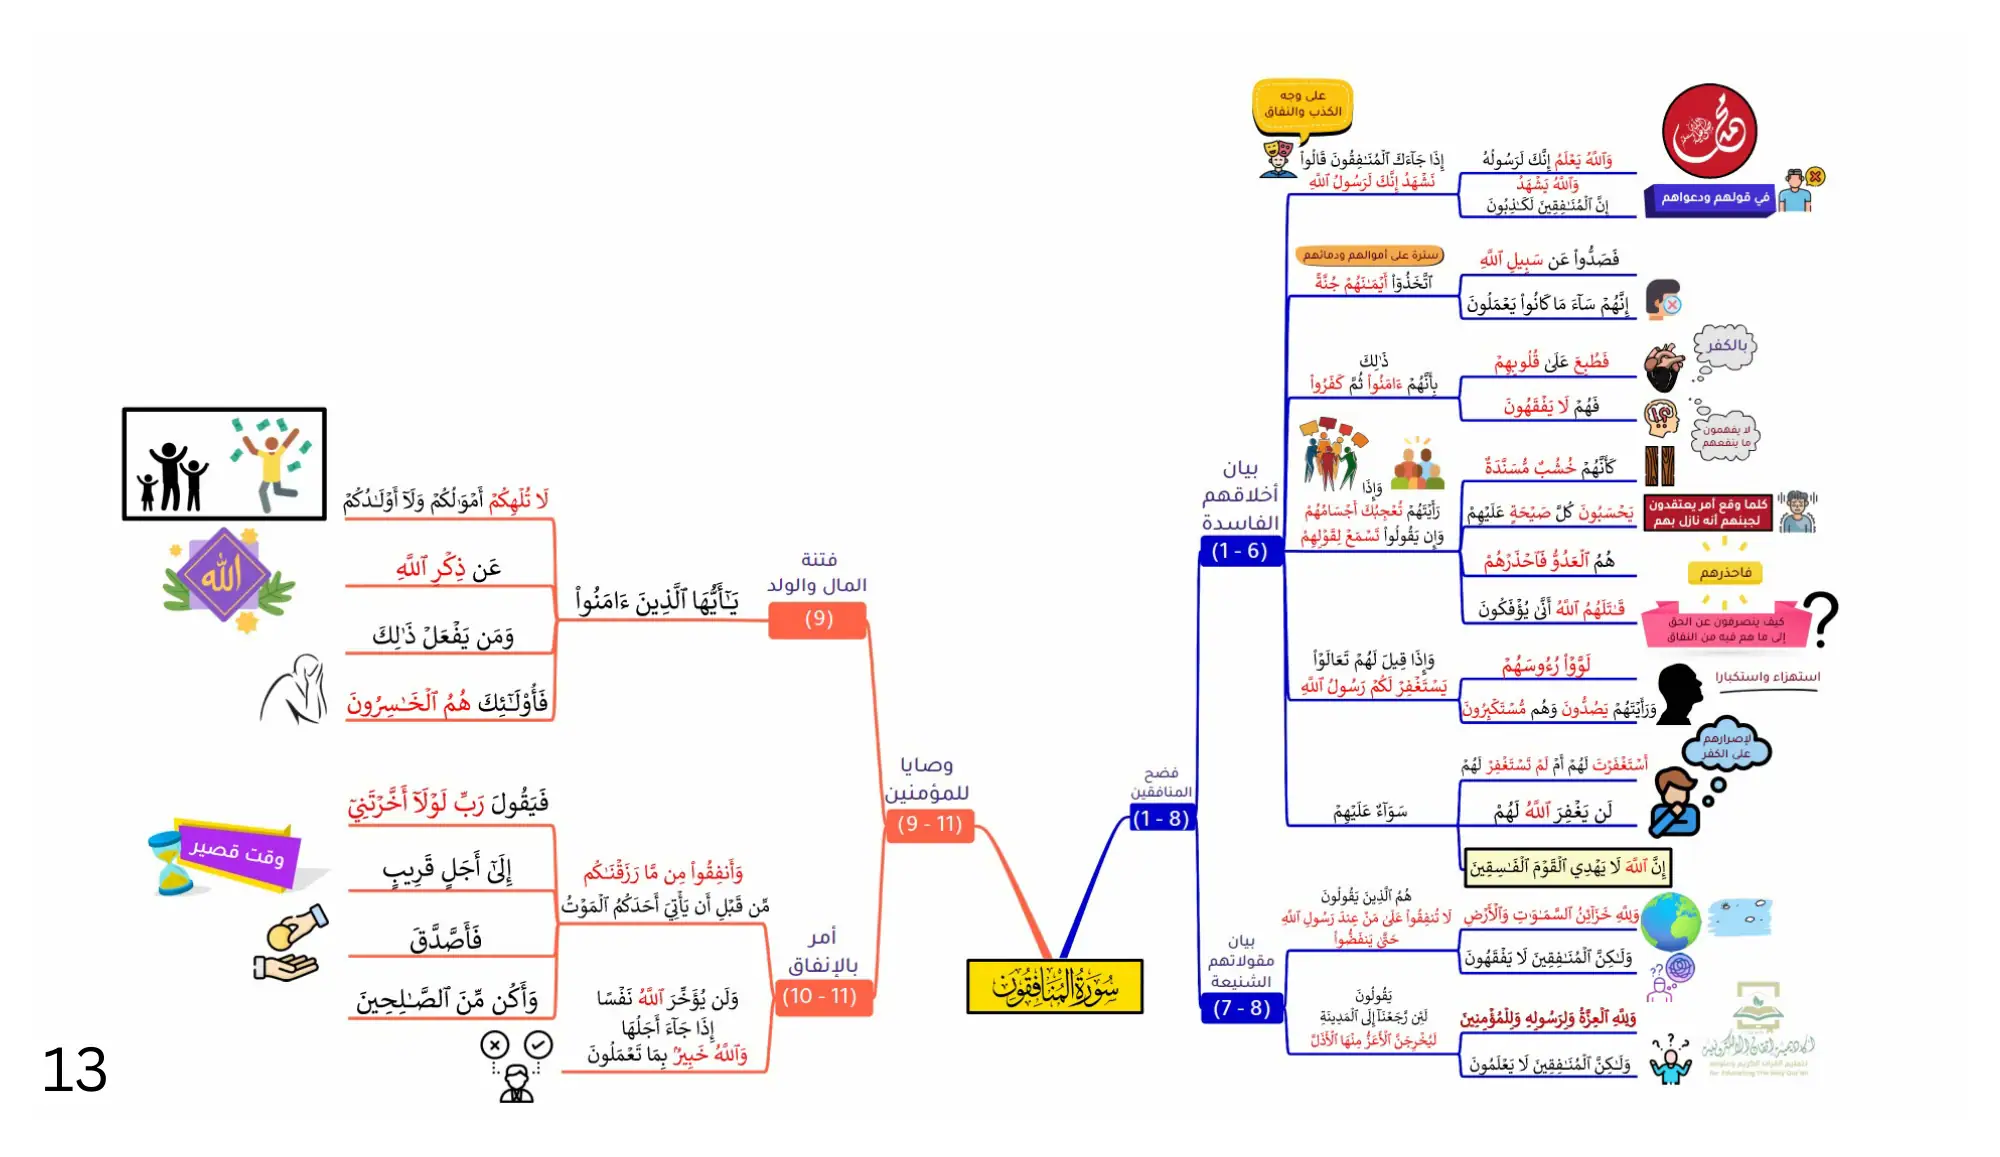 سُورَةُ الْمُنَافِقُونَ
فضح
المنافقين
(1 - 8)
بيان
أخلاقهم
الفاسدة
(1 - 6)
على وجه
الكذب والنفاق
إِذَا جَآءَكَ ٱلْمُنَـٰفِقُونَ قَالُوا۟
نَشْهَدُ إِنَّكَ لَرَسُولُ ٱللَّهِ
وَٱللَّهُ يَعْلَمُ إِنَّكَ لَرَسُولُهُ
وَٱللَّهُ يَشْهَدُ
إِنَّ ٱلْمُنَـٰفِقِينَ لَكَـٰذِبُونَ
محمد
في قولهم ودعواهم
سترة على أموالهم ودمائهم
ٱتَّخَذُوٓا۟ أَيْمَـٰنَهُمْ جُنَّةً
فَصَدُّوا۟ عَن سَبِيلِ ٱللَّهِ
إِنَّهُمْ سَآءَ مَا كَانُوا۟ يَعْمَلُونَ
ذَٰلِكَ
بِأَنَّهُمْ ءَامَنُوا۟ ثُمَّ كَفَرُوا۟
فَطُبِعَ عَلَىٰ قُلُوبِهِمْ
بالكفر
فَهُمْ لَا يَفْقَهُونَ
لا يفهمون
ما ينفعهم
وَإِذَا
رَأَيْتَهُمْ تُعْجِبُكَ أَجْسَامُهُمْ
وَإِن يَقُولُوا۟ تَسْمَعْ لِقَوْلِهِمْ
كَأَنَّهُمْ خُشُبٌ مُّسَنَّدَةٌ
يَحْسَبُونَ كُلَّ صَيْحَةٍ عَلَيْهِمْ
كلما وقع أمر يعتقدون
لجبنهم أنه نازل بهم
هُمُ ٱلْعَدُوُّ فَٱحْذَرْهُمْ
فاحذرهم
قَـٰتَلَهُمُ ٱللَّهُ أَنَّىٰ يُؤْفَكُونَ
كيف ينصرفون عن الحق
إلى ما هم فيه من النفاق
?
وَإِذَا قِيلَ لَهُمْ تَعَالَوْا۟
يَسْتَغْفِرْ لَكُمْ رَسُولُ ٱللَّهِ
لَوَّوْا۟ رُءُوسَهُمْ
وَرَأَيْتَهُمْ يَصُدُّونَ وَهُم مُّسْتَكْبِرُونَ
استهزاء واستكبارا
سَوَآءٌ عَلَيْهِمْ
أَسْتَغْفَرْتَ لَهُمْ أَمْ لَمْ تَسْتَغْفِرْ لَهُمْ
لَن يَغْفِرَ ٱللَّهُ لَهُمْ
إِنَّ ٱللَّهَ لَا يَهْدِي ٱلْقَوْمَ ٱلْفَـٰسِقِينَ
لإصرارهم
على الكفر
بيان
مقولاتهم
الشنيعة
(7 - 8)
هُمُ ٱلَّذِينَ يَقُولُونَ
لَا تُنفِقُوا۟ عَلَىٰ مَنْ عِندَ رَسُولِ ٱللَّهِ
حَتَّىٰ يَنفَضُّوا۟
وَلِلَّهِ خَزَآئِنُ ٱلسَّمَـٰوَٰتِ وَٱلْأَرْضِ
وَلَـٰكِنَّ ٱلْمُنَـٰفِقِينَ لَا يَفْقَهُونَ
يَقُولُونَ
لَئِن رَّجَعْنَآ إِلَى ٱلْمَدِينَةِ
لَيُخْرِجَنَّ ٱلْأَعَزُّ مِنْهَا ٱلْأَذَلَّ
وَلِلَّهِ ٱلْعِزَّةُ وَلِرَسُولِهِ وَلِلْمُؤْمِنِينَ
وَلَـٰكِنَّ ٱلْمُنَـٰفِقِينَ لَا يَعْلَمُونَ
for Educating The Holy Qur'an
وصايا
للمؤمنين
(9 - 11)
فتنة
المال والولد
(9)
يَـٰٓأَيُّهَا ٱلَّذِينَ ءَامَنُوا۟
لَا تُلْهِكُمْ أَمْوَٰلُكُمْ وَلَآ أَوْلَـٰدُكُمْ
عَن ذِكْرِ ٱللَّهِ
الله
وَمَن يَفْعَلْ ذَٰلِكَ
فَأُو۟لَـٰٓئِكَ هُمُ ٱلْخَـٰسِرُونَ
أمر
بالإنفاق
(10 - 11)
وَأَنفِقُوا۟ مِن مَّا رَزَقْنَـٰكُم
مِّن قَبْلِ أَن يَأْتِيَ أَحَدَكُمُ ٱلْمَوْتُ
فَيَقُولَ رَبِّ لَوْلَآ أَخَّرْتَنِيٓ
إِلَىٰٓ أَجَلٍ قَرِيبٍ
وقت قصير
فَأَصَّدَّقَ
وَأَكُن مِّنَ ٱلصَّـٰلِحِينَ
وَلَن يُؤَخِّرَ ٱللَّهُ نَفْسًا
إِذَا جَآءَ أَجَلُهَا
وَٱللَّهُ خَبِيرٌۢ بِمَا تَعْمَلُونَ
13